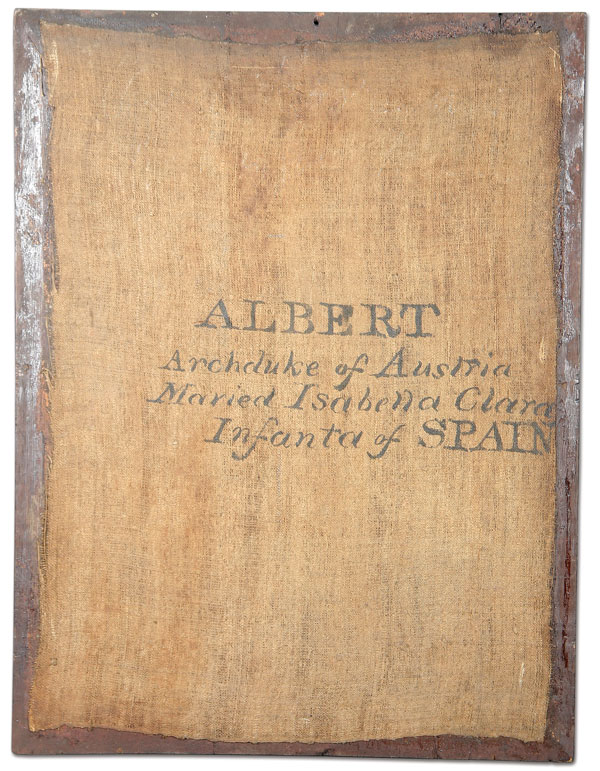 ALBERT
Archduke of Austria
Maried Isabella Clara
Infanta of SPAIN